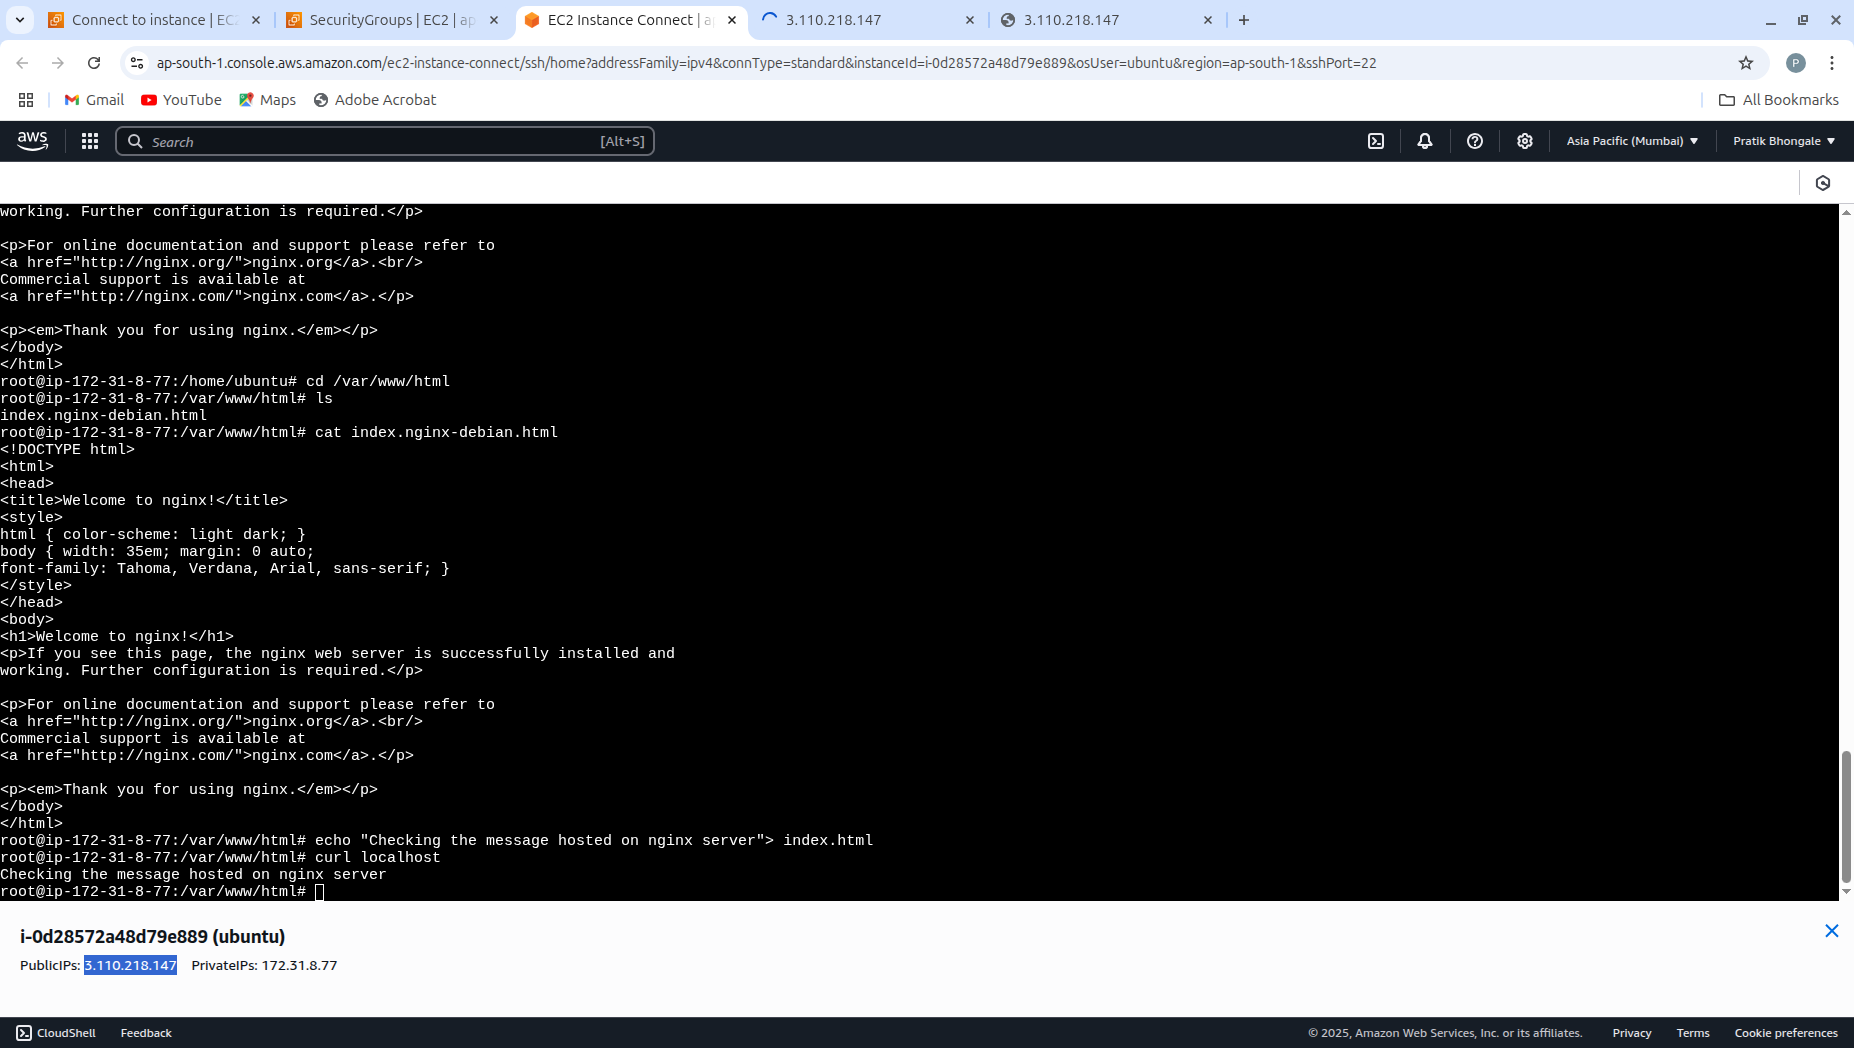 Connect to instance | EC2
SecurityGroups | EC2 | ap
EC2 Instance Connect | a
3.110.218.147
3.110.218.147
ap-south-1.console.aws.amazon.com/ec2-instance-connect/ssh/home?addressFamily=ipv4&connType=standard&instanceId=i-0d28572a48d79e889&osUser=ubuntu&region=ap-south-1&sshPort=22
P
Gmail
YouTube
Maps
Adobe Acrobat
All Bookmarks
aws
Search
[Alt+S]
Asia Pacific (Mumbai)
Pratik Bhongale
working. Further configuration is required.</p>
<p>For online documentation and support please refer to
<a href="http://nginx.org/">nginx.org</a>.<br/>
Commercial support is available at
<a href="http://nginx.com/">nginx.com</a>.</p>
<p><em>Thank you for using nginx.</em></p>
</body>
</html>
root@ip-172-31-8-77:/home/ubuntu# cd /var/www/html
root@ip-172-31-8-77:/var/www/html# ls
index.nginx-debian.html
root@ip-172-31-8-77:/var/www/html# cat index.nginx-debian.html
<!DOCTYPE html>
<html>
<head>
<title>Welcome to nginx!</title>
<style>
html { color-scheme: light dark; }
body { width: 35em; margin: 0 auto;
font-family: Tahoma, Verdana, Arial, sans-serif; }
</style>
</head>
<body>
<h1>Welcome to nginx!</h1>
<p>If you see this page, the nginx web server is successfully installed and
working. Further configuration is required.</p>
<p>For online documentation and support please refer to
<a href="http://nginx.org/">nginx.org</a>.<br/>
Commercial support is available at
<a href="http://nginx.com/">nginx.com</a>.</p>
<p><em>Thank you for using nginx.</em></p>
</body>
</html>
root@ip-172-31-8-77:/var/www/html# echo "Checking the message hosted on nginx server"> index.html
root@ip-172-31-8-77:/var/www/html# curl localhost
Checking the message hosted on nginx server
root@ip-172-31-8-77:/var/www/html#
i-0d28572a48d79e889 (ubuntu)
PublicIPs: 3.110.218.147 PrivateIPs: 172.31.8.77
CloudShell
Feedback
© 2025, Amazon Web Services, Inc. or its affiliates.
Privacy
Terms
Cookie preferences